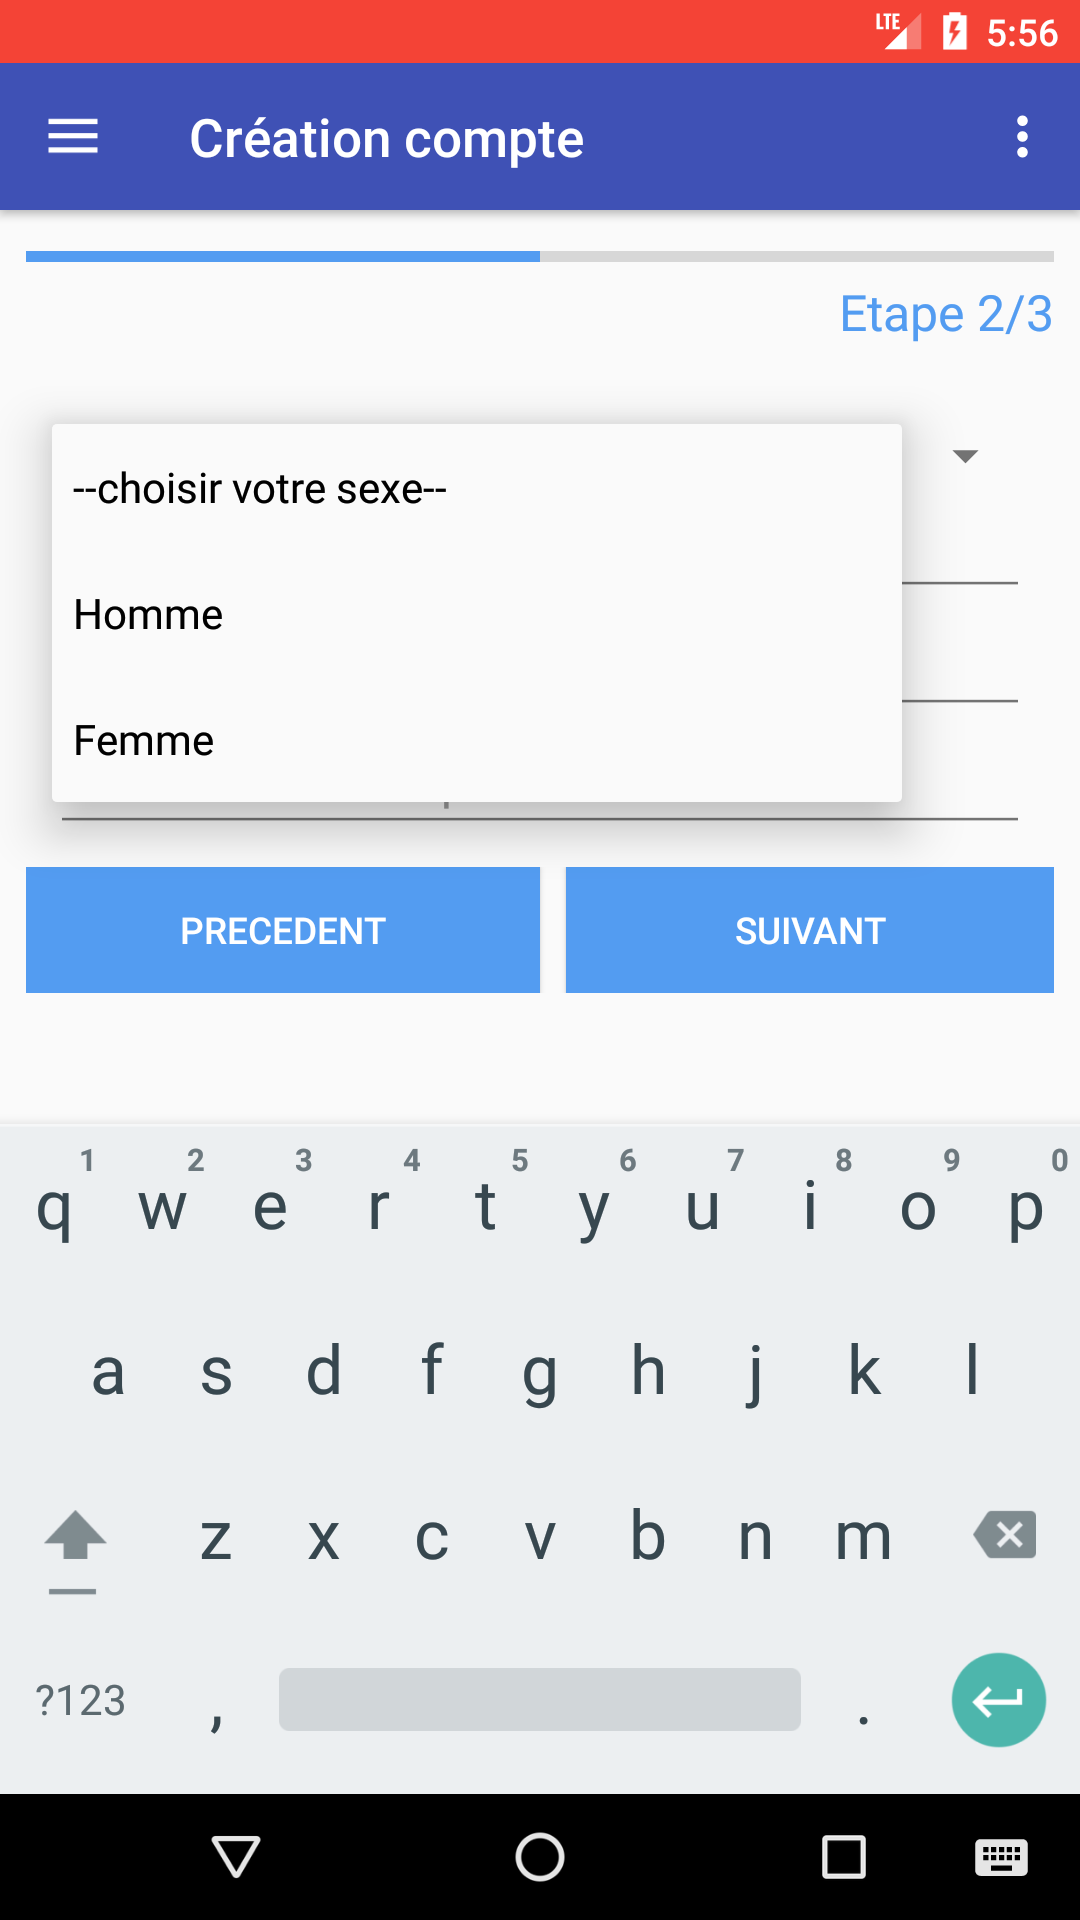 LTE 5:56
Création compte
Etape 2/3
--choisir votre sexe--
Homme
Femme
PRECEDENT SUIVANT
1 2 3 4 5 6 7 8 9 0
q w e r t y u i o p
a s d f g h j k l
z x c v b n m
?123 , .